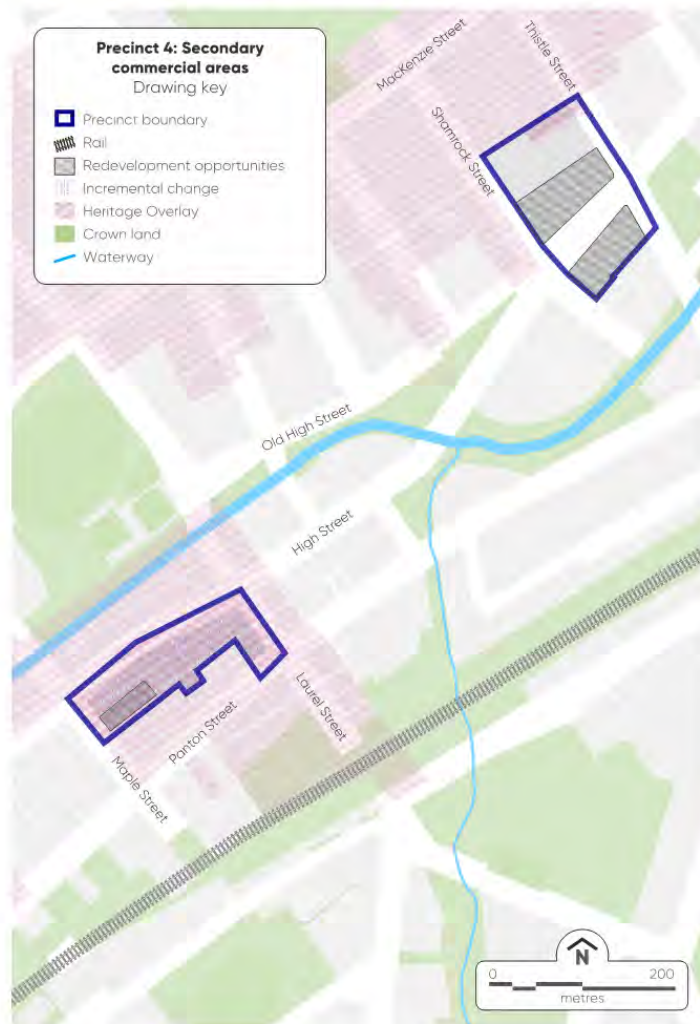 Precinct 4: Secondary
commercial areas
Drawing key
Precinct boundary
Rail
Redevelopment opportunities
Incremental change
Heritage Overlay
Crown land
Waterway
MacKenzie Street
Thistle Street
Shamrock Street
Old High Street
High Street
Laurel Street
Panton Street
Maple Street
N
0 200
metres